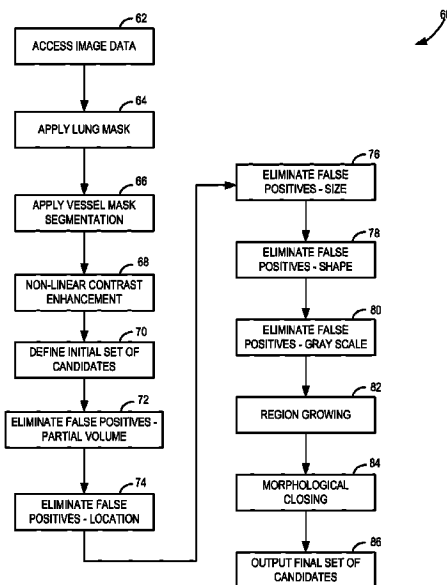 62
ACCESS IMAGE DATA
64
APPLY LUNG MASK
66
APPLY VESSEL MASK
SEGMENTATION
68
NON-LINEAR CONTRAST
ENHANCEMENT
70
DEFINE INITIAL SET OF
CANDIDATES
72
ELIMINATE FALSE POSITIVES -
PARTIAL VOLUME
74
ELIMINATE FALSE
POSITIVES - LOCATION
76
ELIMINATE FALSE
POSITIVES - SIZE
78
ELIMINATE FALSE
POSITIVES - SHAPE
80
ELIMINATE FALSE
POSITIVES - GRAY SCALE
82
REGION GROWING
84
MORPHOLOGICAL
CLOSING
86
OUTPUT FINAL SET OF
CANDIDATES